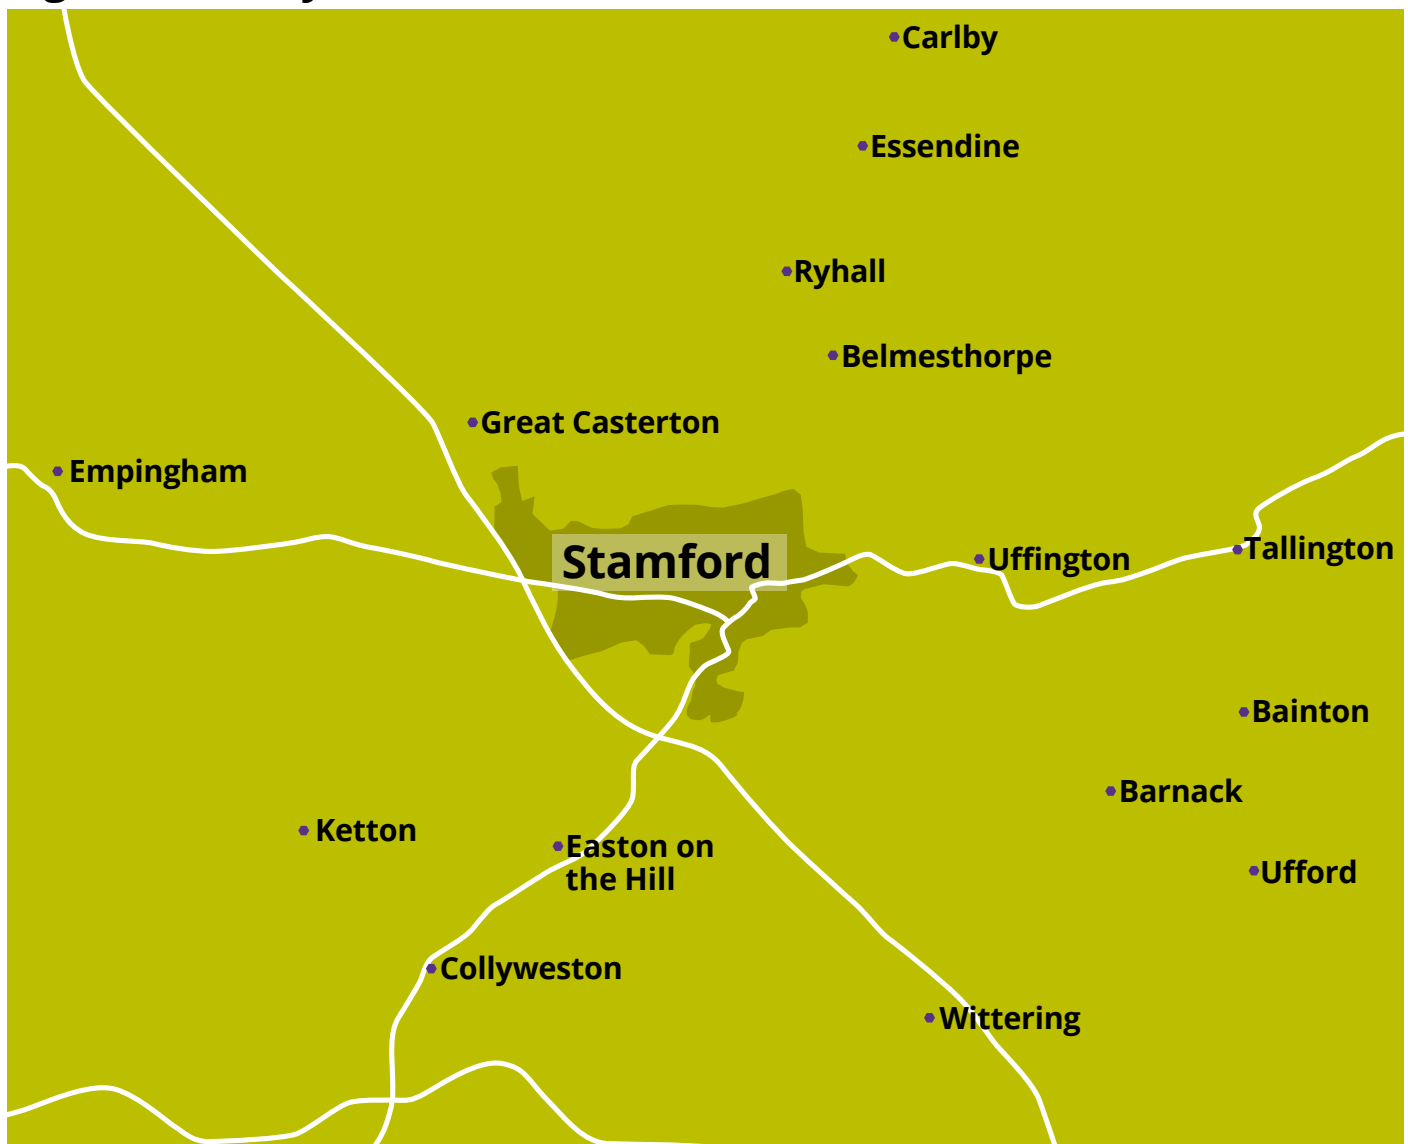 Carlby
Essendine
Ryhall
Belmesthorpe
Great Casterton
Empingham
Stamford
Uffington
Tallington
Bainton
Barnack
Ketton
Easton on
the Hill
Ufford
Collyweston
Wittering